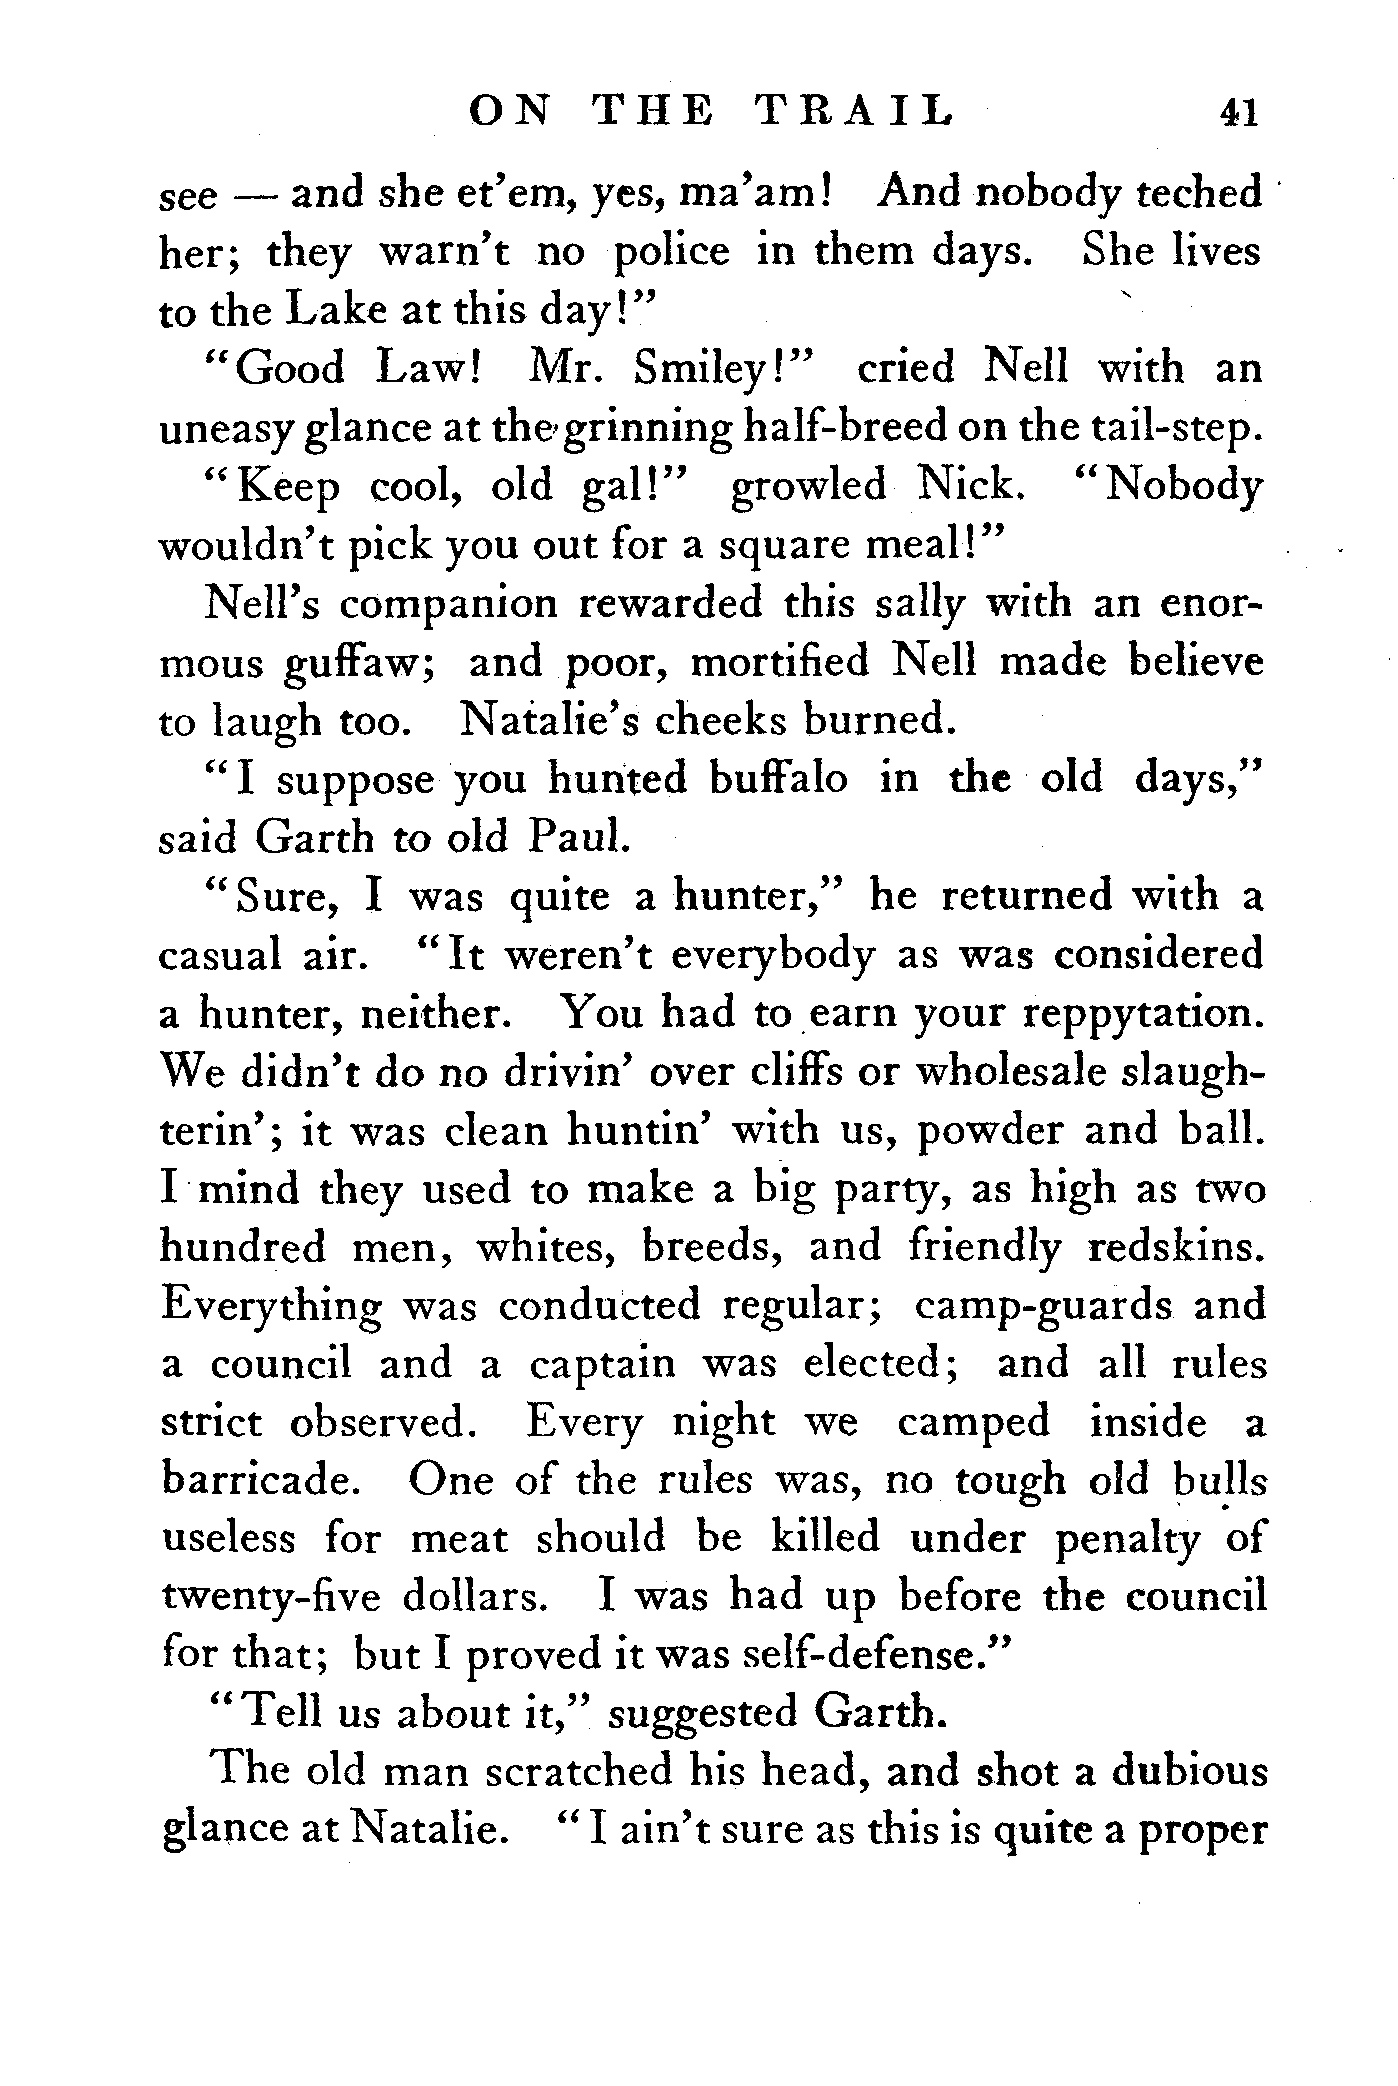 ON THE TRAIL 41
see — and she et'em, yes, ma'am! And nobody teched
her; they warn't no police in them days. She lives
to the Lake at this day!"
"Good Law! Mr. Smiley!" cried Nell with an
uneasy glance at the grinning half-breed on the tail-step.
"Keep cool, old gal!" growled Nick. "Nobody
wouldn't pick you out for a square meal!"
Nell's companion rewarded this sally with an enor-
mous guffaw; and poor, mortified Nell made believe
to laugh too. Natalie's cheeks burned.
"I suppose you hunted buffalo in the old days,"
said Garth to old Paul.
"Sure, I was quite a hunter," he returned with a
casual air. "It weren't everybody as was considered
a hunter, neither. You had to earn your reppytation.
We didn't do no drivin' over cliffs or wholesale slaugh-
terin'; it was clean huntin' with us, powder and ball.
I mind they used to make a big party, as high as two
hundred men, whites, breeds, and friendly redskins.
Everything was conducted regular; camp-guards and
a council and a captain was elected; and all rules
strict observed. Every night we camped inside a
barricade. One of the rules was, no tough old bulls
useless for meat should be killed under penalty of
twenty-five dollars. I was had up before the council
for that; but I proved it was self-defense."
"Tell us about it," suggested Garth.
The old man scratched his head, and shot a dubious
glance at Natalie. "I ain't sure as this is quite a proper